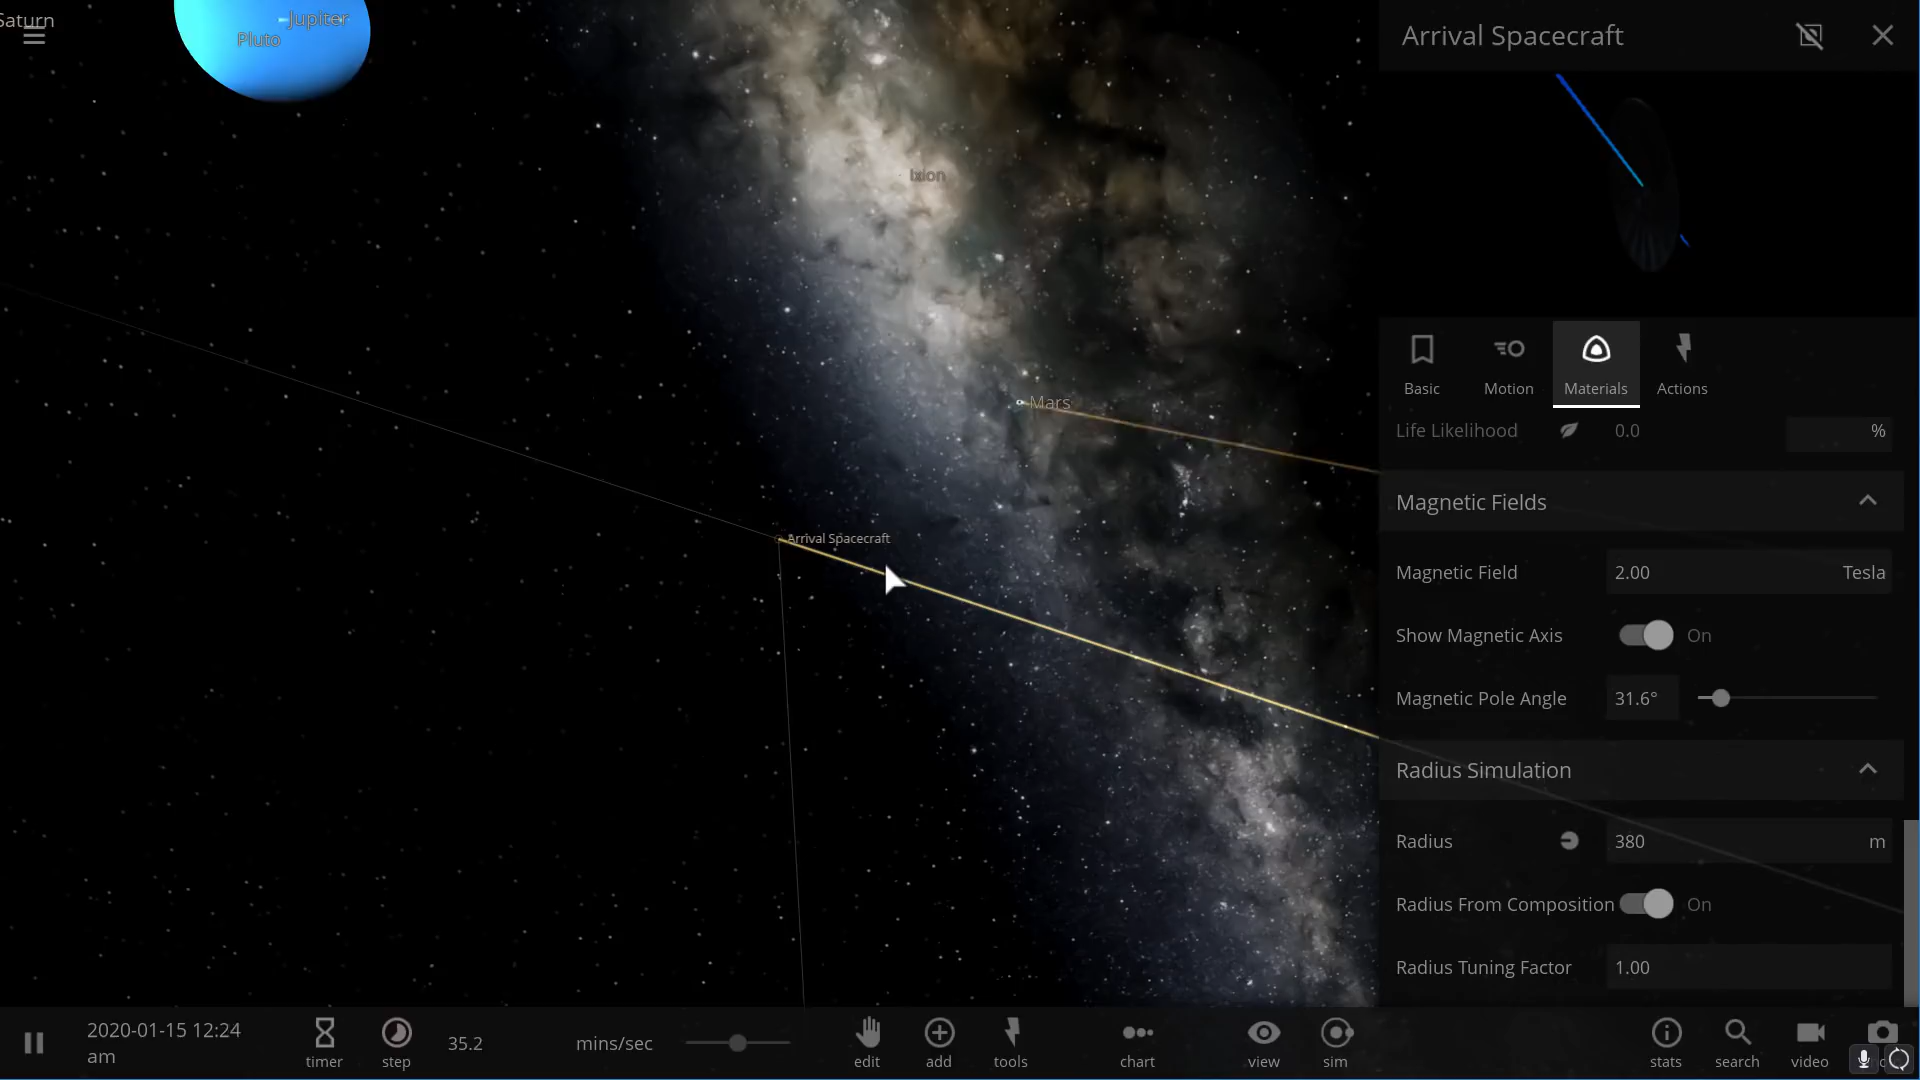 Saturn
Jupiter
Pluto
Ixion
Mars
Arrival Spacecraft
Arrival Spacecraft
Basic
Motion
Materials
Actions
Life Likelihood 0.0 %
Magnetic Fields
Magnetic Field 2.00 Tesla
Show Magnetic Axis On
Magnetic Pole Angle 31.6°
Radius Simulation
Radius 380 m
Radius From Composition On
Radius Tuning Factor 1.00
2020-01-15 12:24
am
timer
step
35.2
mins/sec
edit
add
tools
chart
view
sim
stats
search
video